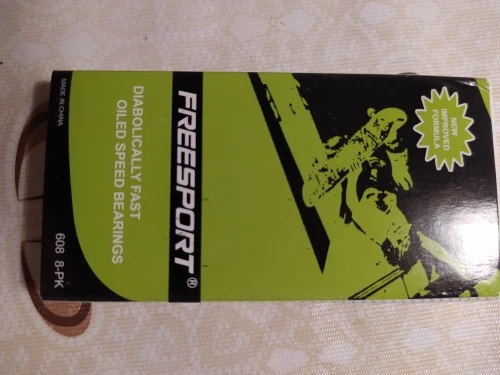 NEW
IMPROVED
FORMULA
FREESPORT®
DIABOLICALLY FAST
OILED SPEED BEARINGS
MADE IN CHINA
608 8-PK